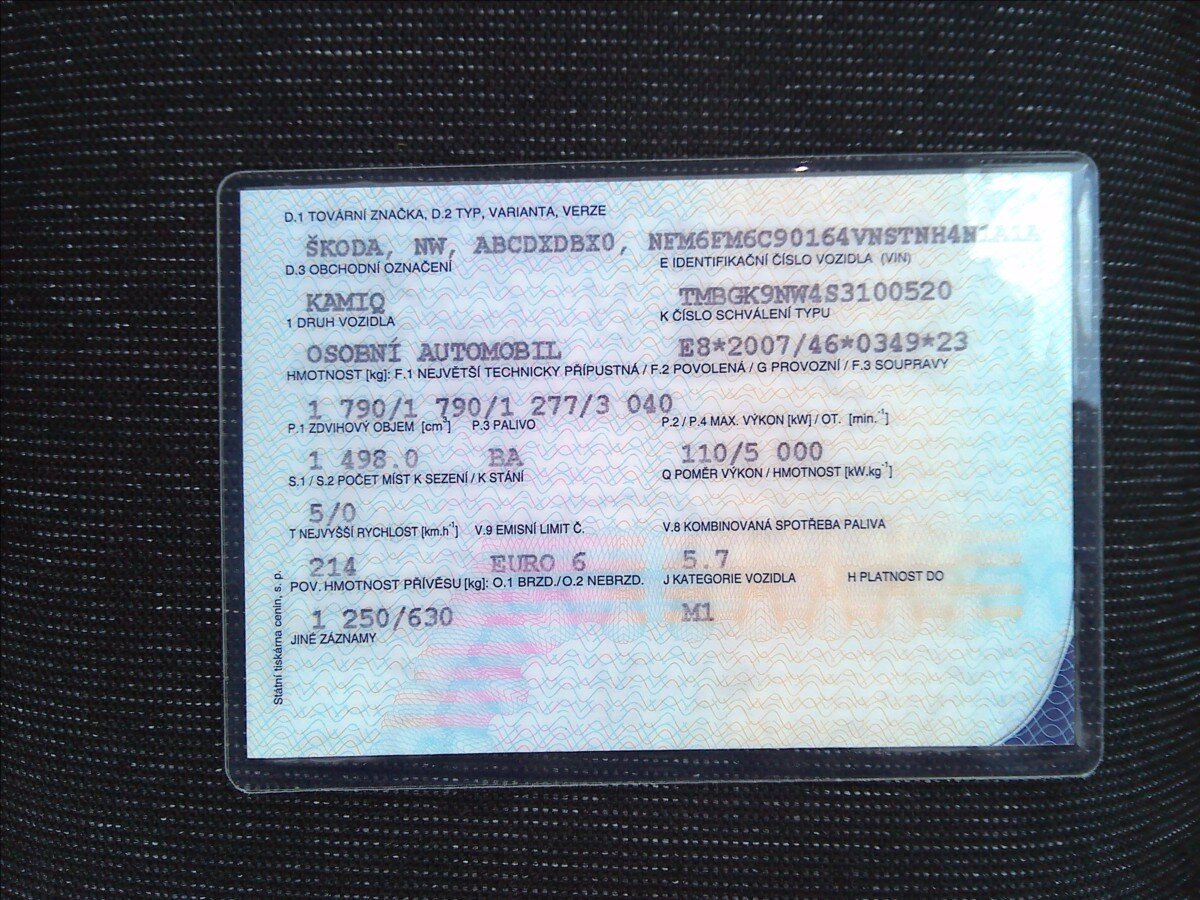 D.1 TOVÁRNÍ ZNAČKA, D.2 TYP, VARIANTA, VERZE
ŠKODA, NW, ABCDXDBX0, NFM6FM6C90164VNSTNH4N1A1A
D.3 OBCHODNÍ OZNAČENÍ E IDENTIFIKAČNÍ ČÍSLO VOZIDLA (VIN)
KAMIQ TMBGK9NW4S3100520
1 DRUH VOZIDLA K ČÍSLO SCHVÁLENÍ TYPU
OSOBNÍ AUTOMOBIL E8*2007/46*0349*23
HMOTNOST [kg]: F.1 NEJVĚTŠÍ TECHNICKY PŘÍPUSTNÁ / F.2 POVOLENÁ / G PROVOZNÍ / F.3 SOUPRAVY
1 790/1 790/1 277/3 040
P.1 ZDVIHOVÝ OBJEM [cm³] P.3 PALIVO P.2 / P.4 MAX. VÝKON [kW] / OT. [min.⁻¹]
1 498.0 BA 110/5 000
S.1 / S.2 POČET MÍST K SEZENÍ / K STÁNÍ Q POMĚR VÝKON / HMOTNOST [kW.kg⁻¹]
5/0
T NEJVYŠŠÍ RYCHLOST [km.h⁻¹] V.9 EMISNÍ LIMIT Č. V.8 KOMBINOVANÁ SPOTŘEBA PALIVA
214 EURO 6 5.7
POV. HMOTNOST PŘÍVĚSU [kg]: O.1 BRZD./O.2 NEBRZD. J KATEGORIE VOZIDLA H PLATNOST DO
1 250/630 M1
JINÉ ZÁZNAMY
Státní tiskárna cenin, s. p.